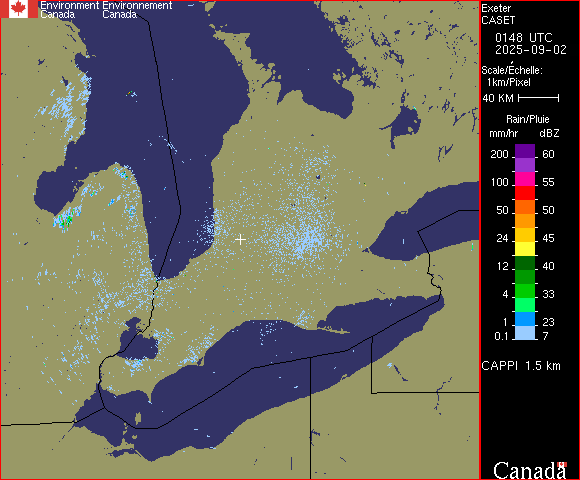 Environment Environnement
Canada Canada
Exeter
CASET
0148 UTC
2025-09-02
Scale/Echelle:
1km/Pixel
40 KM
Rain/Pluie
mm/hr dBZ
200 60
100 55
50 50
24 45
12 40
4 33
1 23
0.1 7
CAPPI 1.5 km
Canada